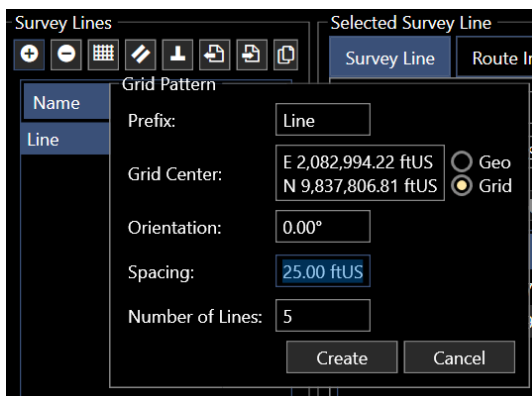 Survey Lines
Selected Survey Line
Survey Line
Route
Name
Line
Grid Pattern
Prefix:
Line
Grid Center:
E 2,082,994.22 ftUS
N 9,837,806.81 ftUS
Geo
Grid
Orientation:
0.00°
Spacing:
25.00 ftUS
Number of Lines:
5
Create
Cancel